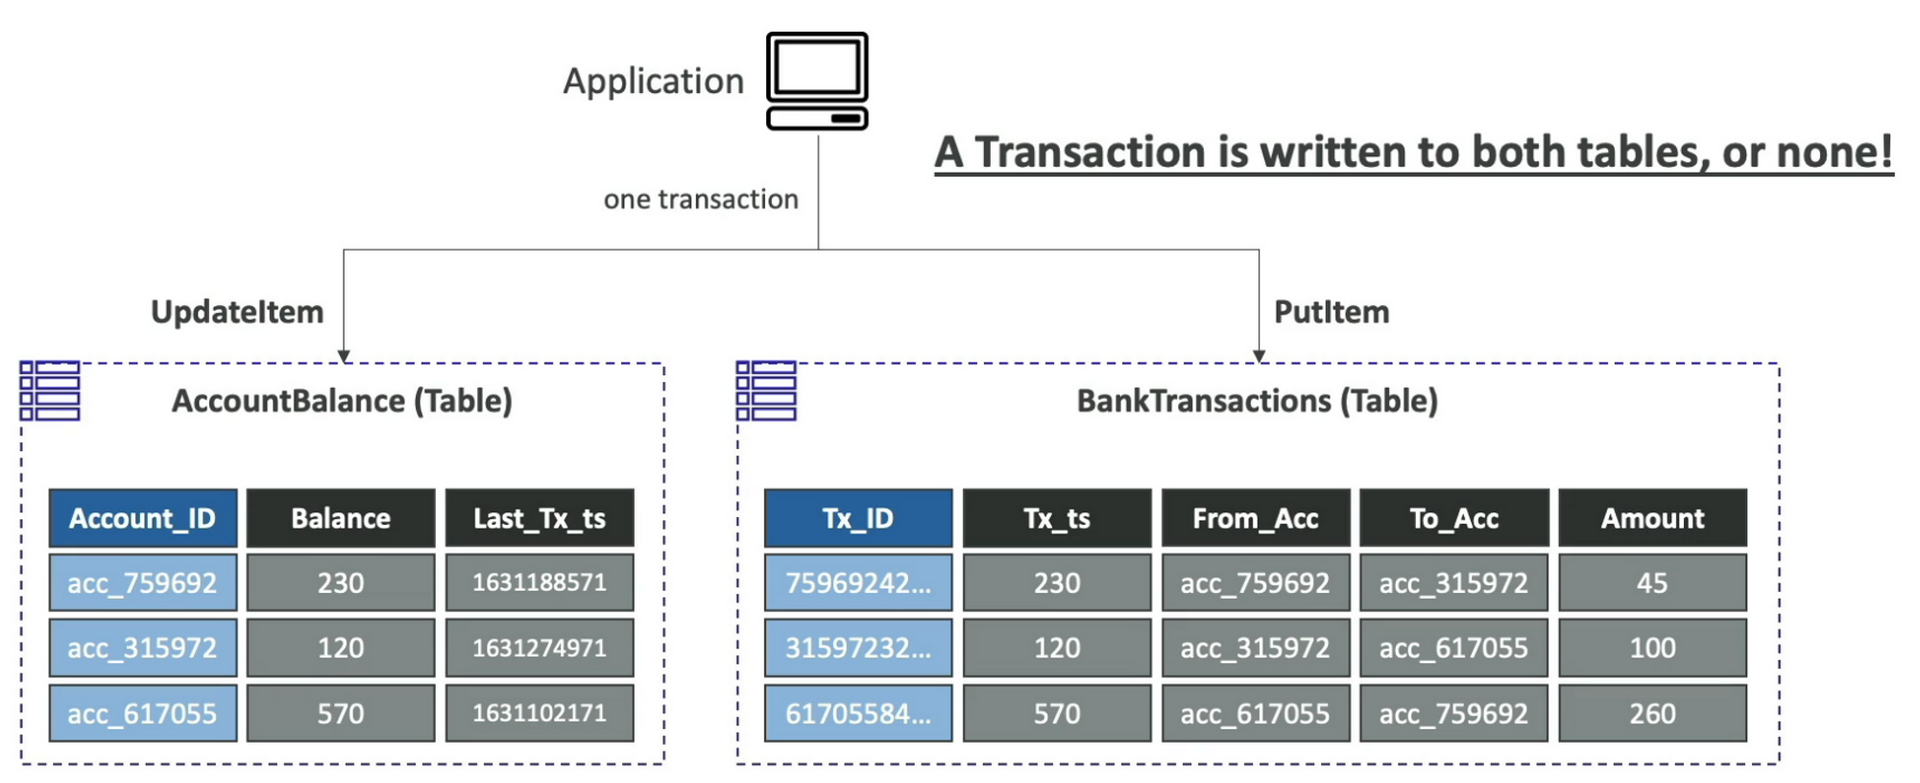 Application
A Transaction is written to both tables, or none!
one transaction
UpdateItem
PutItem
AccountBalance (Table)
Account_ID Balance Last_Tx_ts
acc_759692 230 1631188571
acc_315972 120 1631274971
acc_617055 570 1631102171
BankTransactions (Table)
Tx_ID Tx_ts From_Acc To_Acc Amount
75969242... 230 acc_759692 acc_315972 45
31597232... 120 acc_315972 acc_617055 100
61705584... 570 acc_617055 acc_759692 260